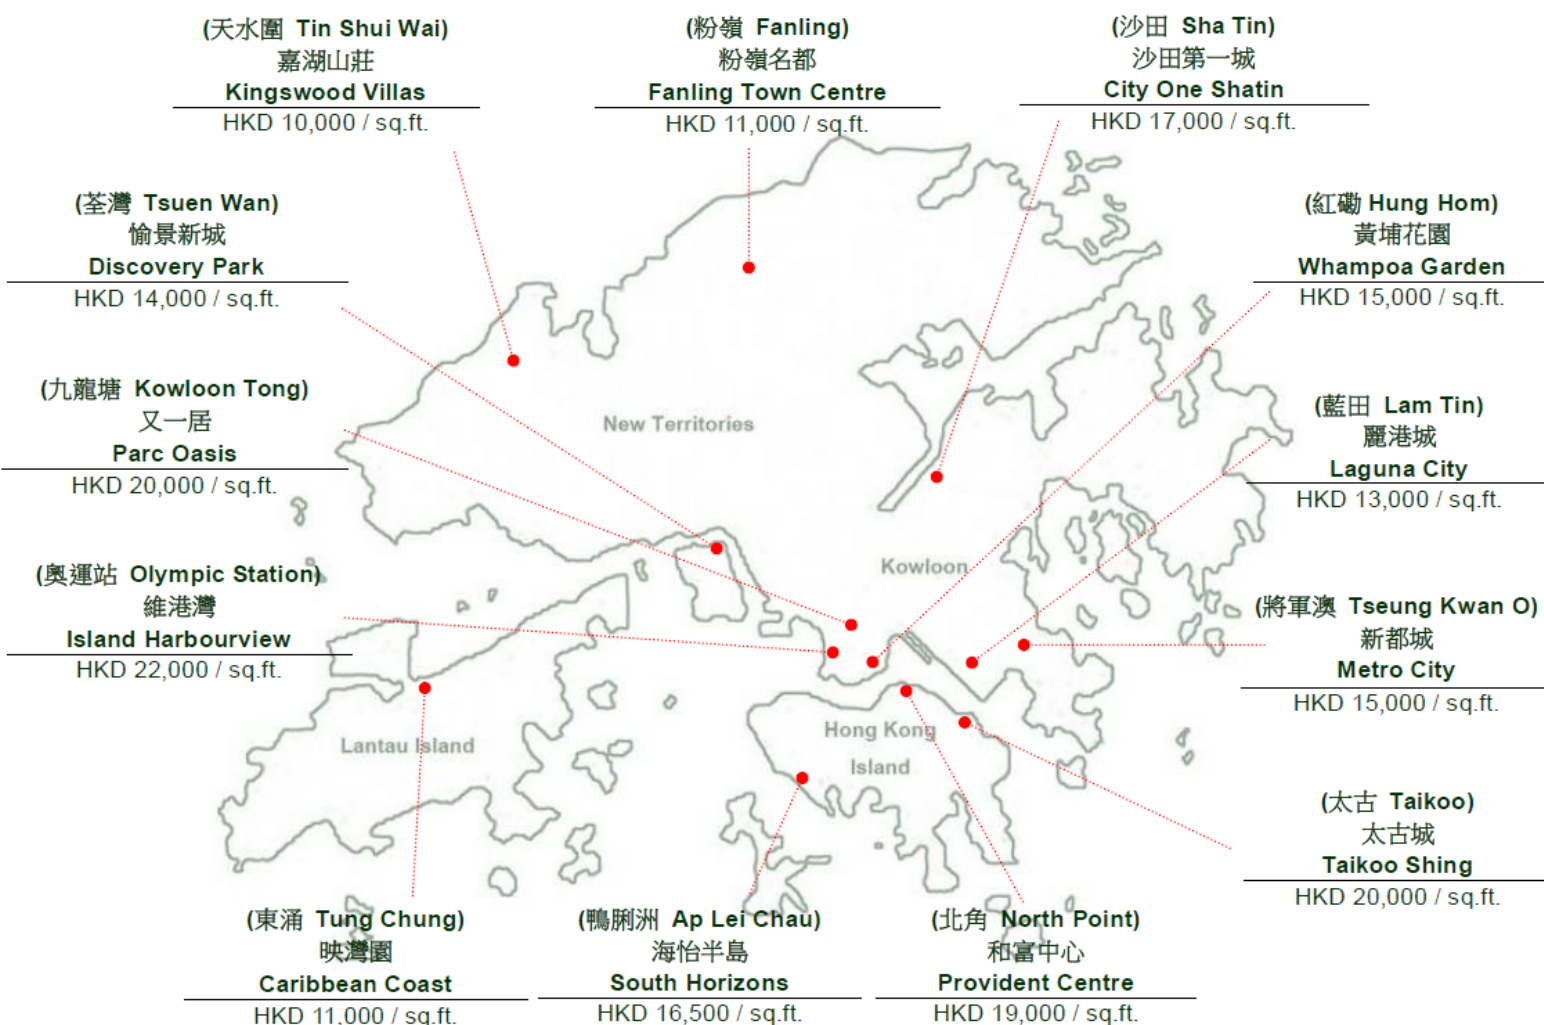 (天水圍 Tin Shui Wai)
嘉湖山莊
Kingswood Villas
HKD 10,000 / sq.ft.
(粉嶺 Fanling)
粉嶺名都
Fanling Town Centre
HKD 11,000 / sq.ft.
(沙田 Sha Tin)
沙田第一城
City One Shatin
HKD 17,000 / sq.ft.
(荃灣 Tsuen Wan)
愉景新城
Discovery Park
HKD 14,000 / sq.ft.
(紅磡 Hung Hom)
黃埔花園
Whampoa Garden
HKD 15,000 / sq.ft.
(九龍塘 Kowloon Tong)
又一居
Parc Oasis
HKD 20,000 / sq.ft.
New Territories
(藍田 Lam Tin)
麗港城
Laguna City
HKD 13,000 / sq.ft.
(奧運站 Olympic Station)
維港灣
Island Harbourview
HKD 22,000 / sq.ft.
Kowloon
(將軍澳 Tseung Kwan O)
新都城
Metro City
HKD 15,000 / sq.ft.
Lantau Island
Hong Kong
Island
(太古 Taikoo)
太古城
Taikoo Shing
HKD 20,000 / sq.ft.
(東涌 Tung Chung)
映灣園
Caribbean Coast
HKD 11,000 / sq.ft.
(鴨脷洲 Ap Lei Chau)
海怡半島
South Horizons
HKD 16,500 / sq.ft.
(北角 North Point)
和富中心
Provident Centre
HKD 19,000 / sq.ft.